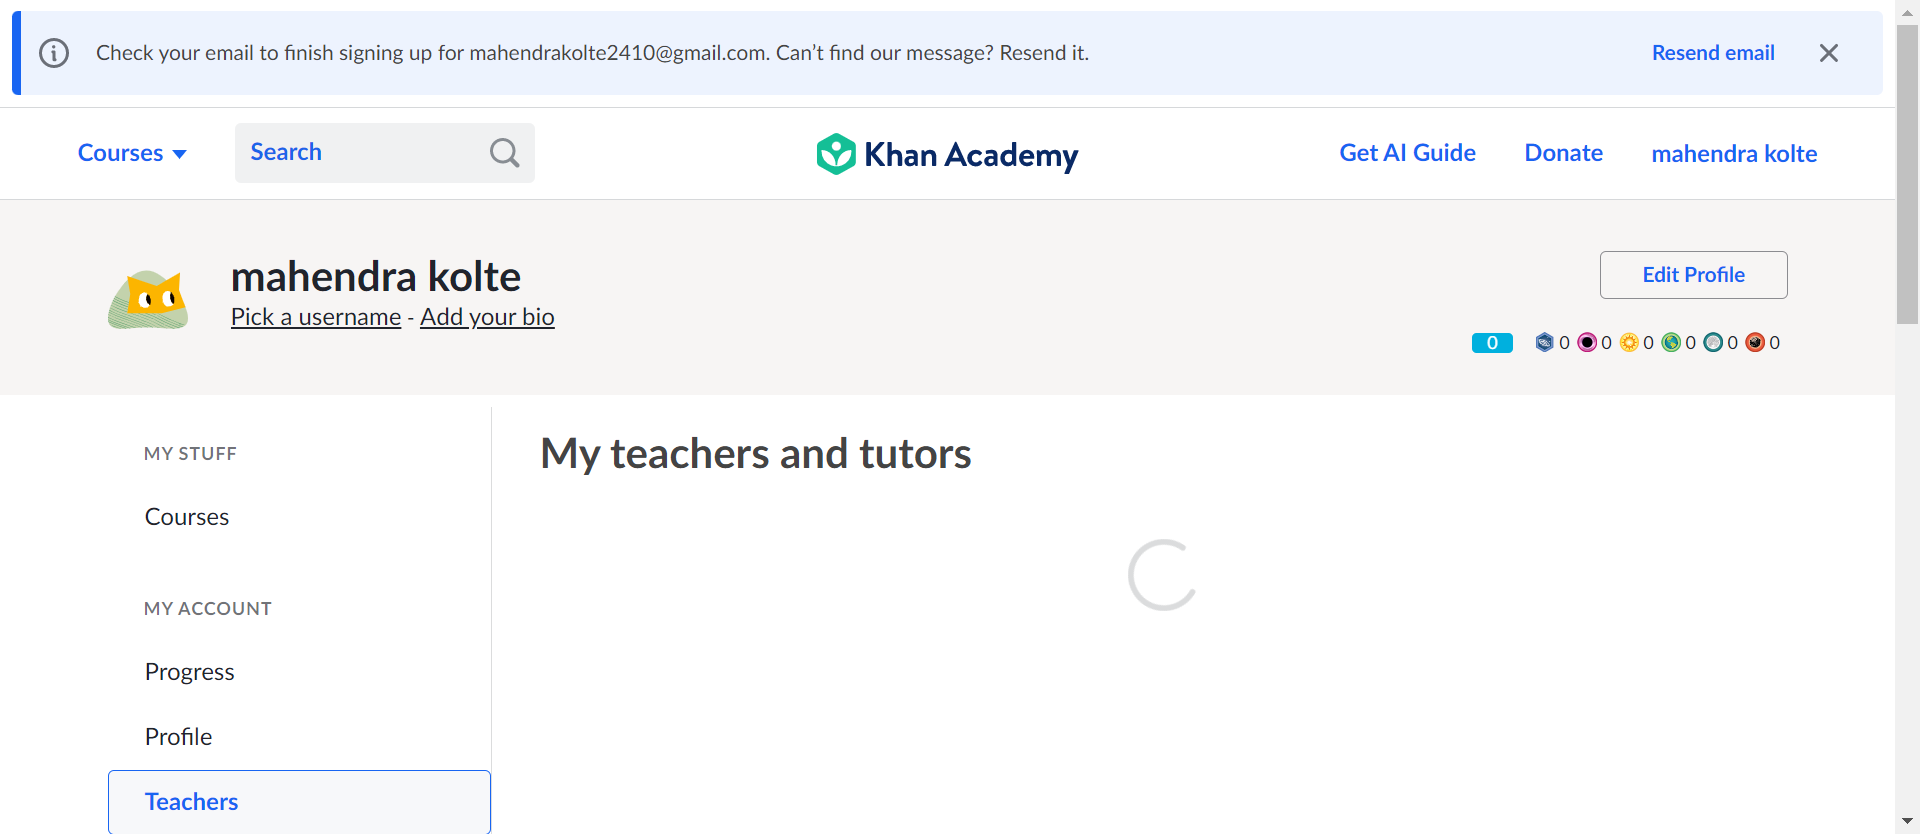 Check your email to finish signing up for mahendrakolte2410@gmail.com. Can’t find our message? Resend it.
Resend email
Courses
Search
Khan Academy
Get AI Guide
Donate
mahendra kolte
mahendra kolte
Pick a username - Add your bio
Edit Profile
0 0 0 0 0 0 0
MY STUFF
Courses
MY ACCOUNT
Progress
Profile
Teachers
My teachers and tutors